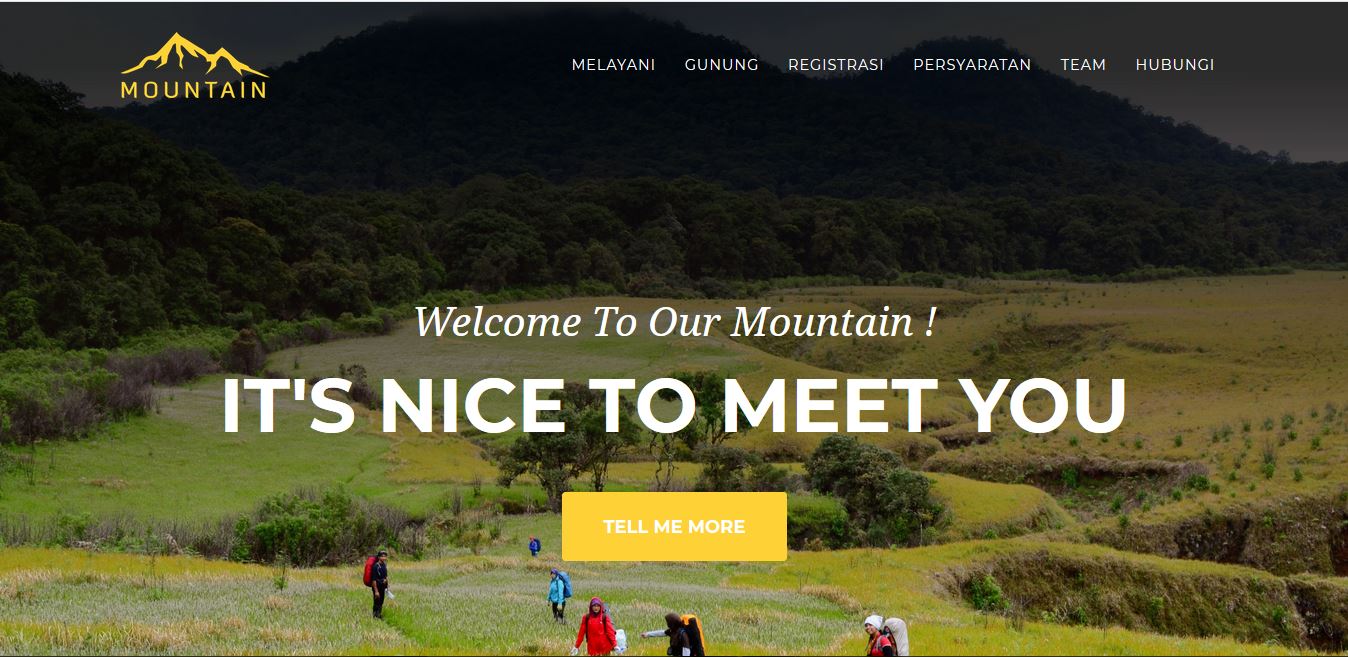 MOUNTAIN
MELAYANI GUNUNG REGISTRASI PERSYARATAN TEAM HUBUNGI
Welcome To Our Mountain !
IT'S NICE TO MEET YOU
TELL ME MORE